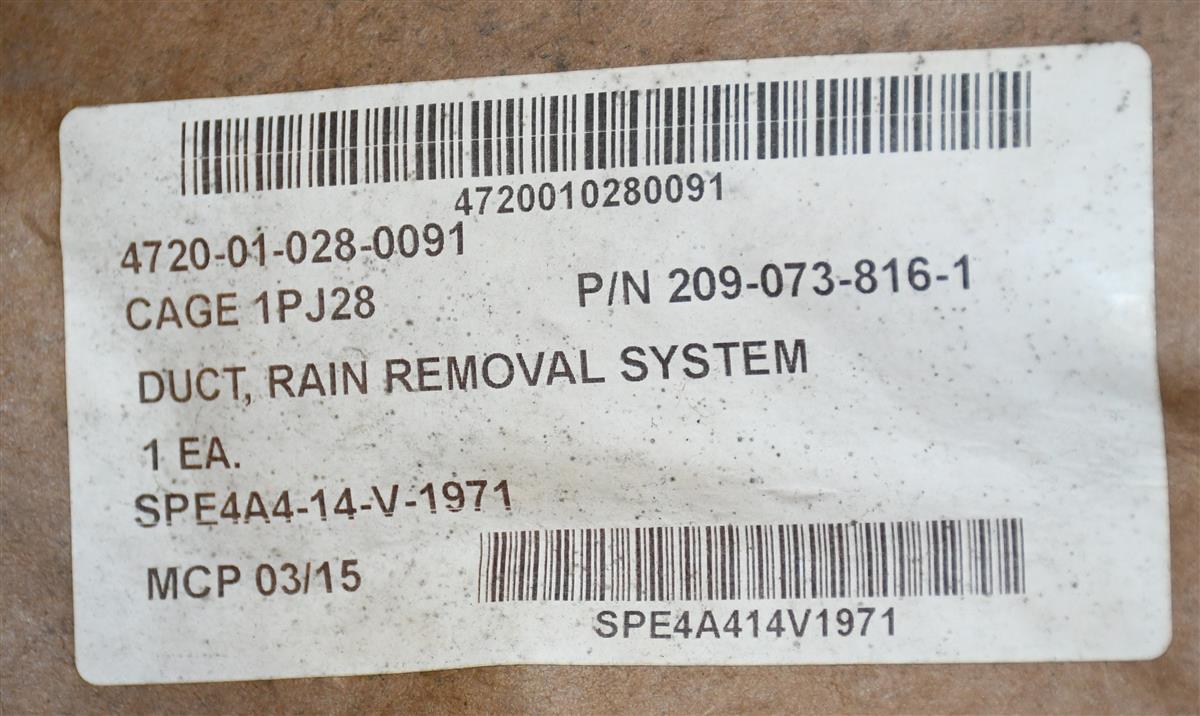 4720010280091
4720-01-028-0091
CAGE 1PJ28 P/N 209-073-816-1
DUCT, RAIN REMOVAL SYSTEM
1 EA.
SPE4A4-14-V-1971
MCP 03/15
SPE4A414V1971